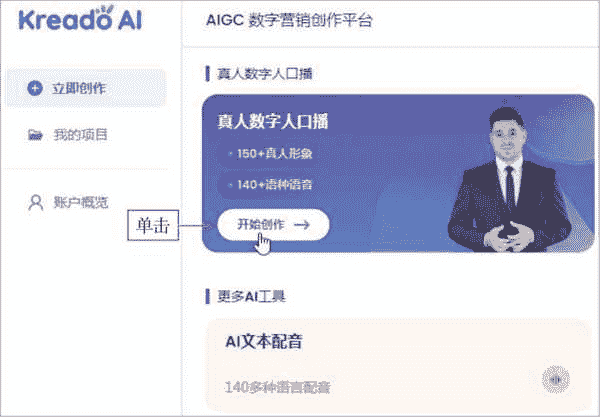 Kreado AI
AIGC 数字营销创作平台
立即创作
我的项目
账户概览
真人数字人口播
真人数字人口播
150+真人形象
140+语种语音
开始创作
单击
更多AI工具
AI文本配音
140多种语言配音